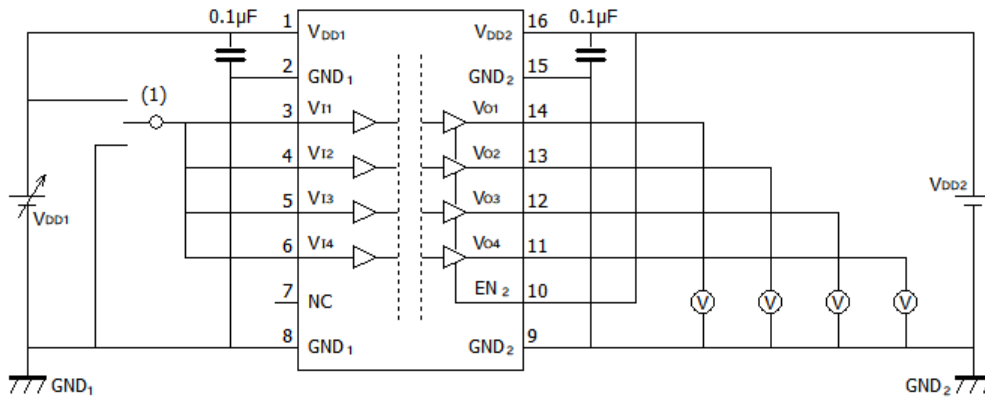 0.1µF
1
VDD1
VDD2
16
0.1µF
2
GND1
GND2
15
(1)
3
VI1
VO1
14
4
VI2
VO2
13
5
VI3
VO3
12
6
VI4
VO4
11
7
NC
EN2
10
8
GND1
GND2
9
VDD1
VDD2
V
V
V
V
GND1
GND2